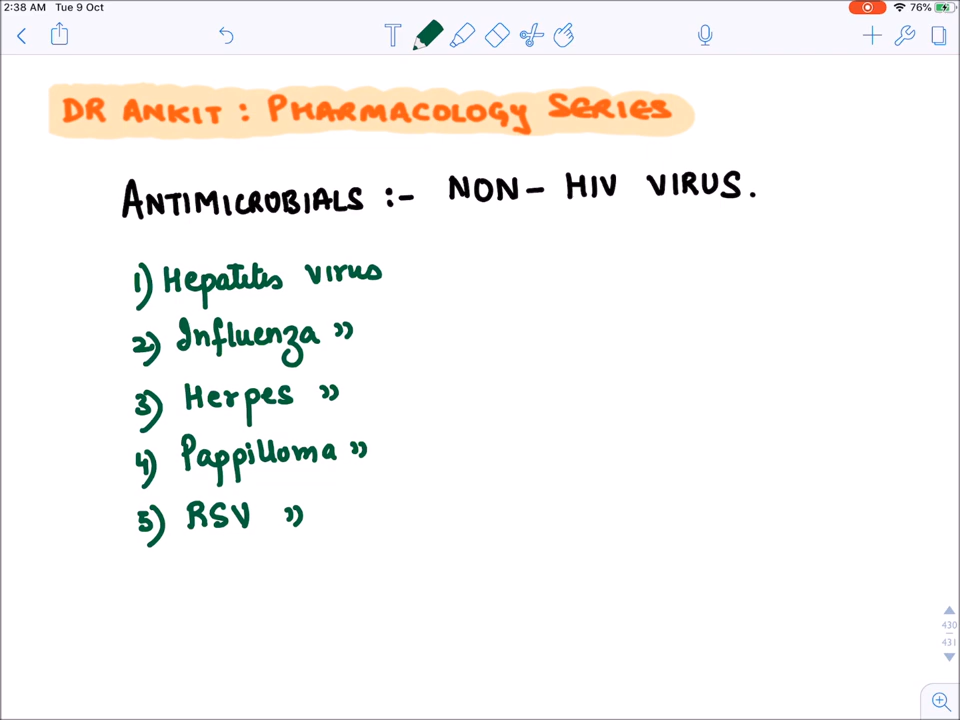 2:38 AM Tue 9 Oct 76%
T
DR ANKIT : PHARMACOLOGY SERIES
ANTIMICROBIALS :- NON- HIV VIRUS.
1) Hepatitis virus
2) Influenza "
3) Herpes "
4) Pappilloma "
5) RSV "
430
431